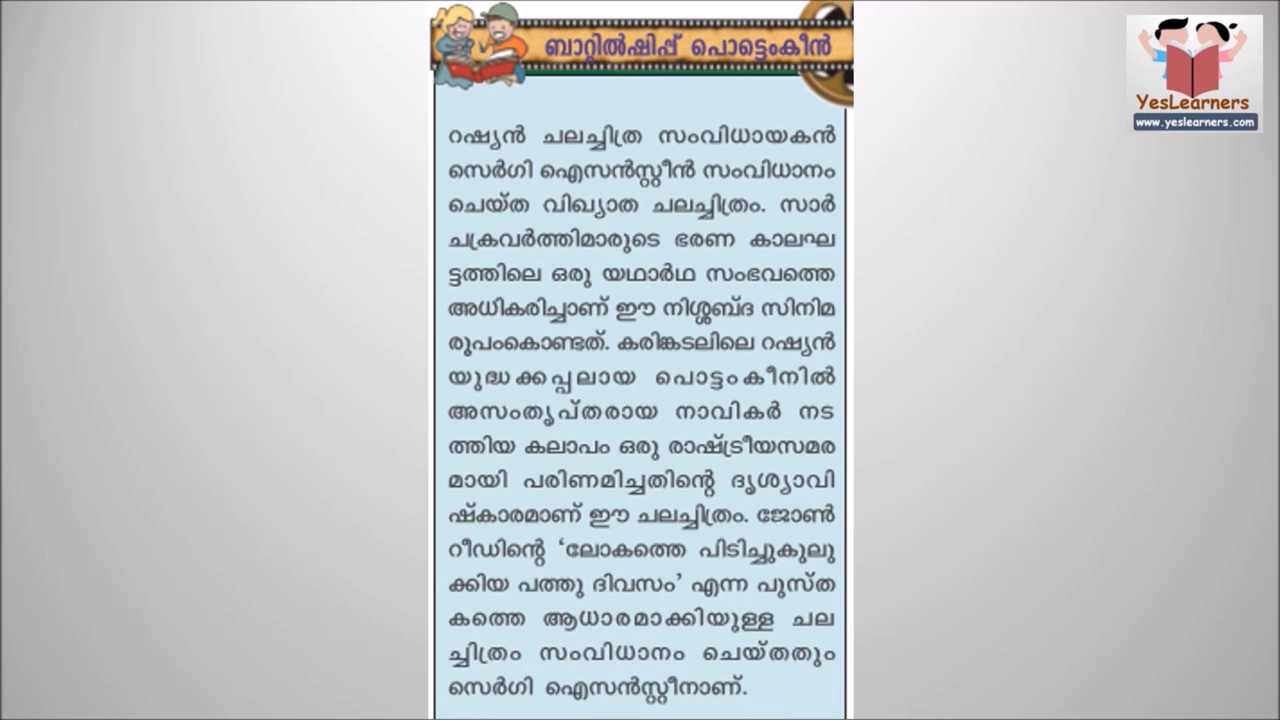 ബാറ്റിൽഷിപ്പ് പൊട്ടെംകീൻ
YesLearners
www.yeslearners.com
റഷ്യൻ ചലച്ചിത്ര സംവിധായകൻ
സെർഗി ഐസൻസ്റ്റീൻ സംവിധാനം
ചെയ്ത വിഖ്യാത ചലച്ചിത്രം. സാർ
ചക്രവർത്തിമാരുടെ ഭരണ കാലഘ
ട്ടത്തിലെ ഒരു യഥാർഥ സംഭവത്തെ
അധികരിച്ചാണ് ഈ നിശ്ശബ്ദ സിനിമ
രൂപംകൊണ്ടത്. കരിങ്കടലിലെ റഷ്യൻ
യുദ്ധക്കപ്പലായ പൊട്ടംകീനിൽ
അസംതൃപ്തരായ നാവികർ നട
ത്തിയ കലാപം ഒരു രാഷ്ട്രീയസമര
മായി പരിണമിച്ചതിന്റെ ദൃശ്യാവി
ഷ്കാരമാണ് ഈ ചലച്ചിത്രം. ജോൺ
റീഡിന്റെ ‘ലോകത്തെ പിടിച്ചുകുലു
ക്കിയ പത്തു ദിവസം’ എന്ന പുസ്ത
കത്തെ ആധാരമാക്കിയുള്ള ചല
ച്ചിത്രം സംവിധാനം ചെയ്തതും
സെർഗി ഐസൻസ്റ്റീനാണ്.